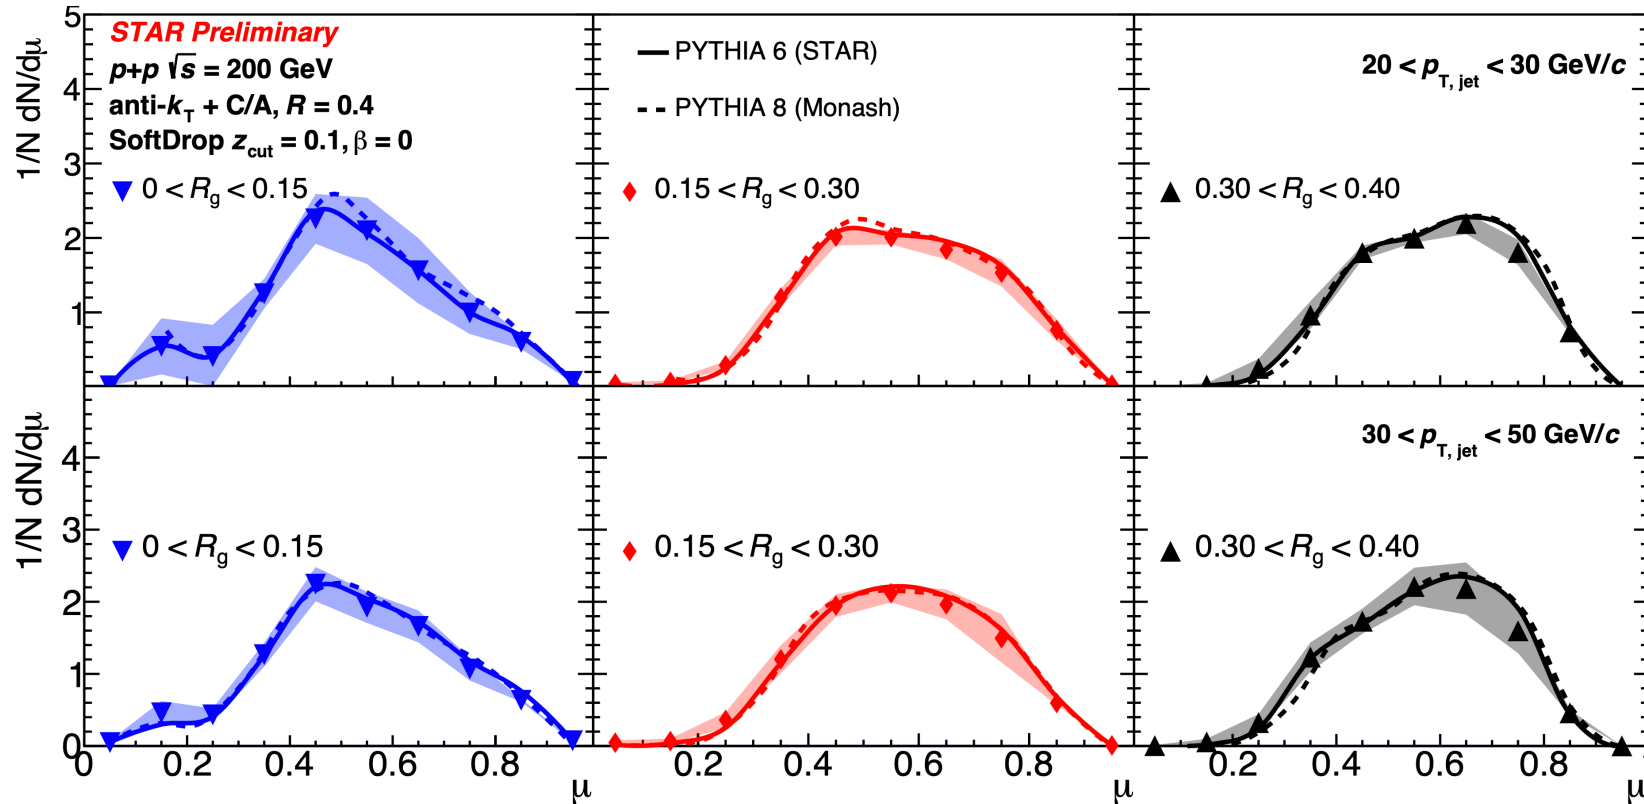 STAR Preliminary
p+p √s = 200 GeV
anti-kT + C/A, R = 0.4
SoftDrop zcut = 0.1, β = 0
0 < Rg < 0.15
PYTHIA 6 (STAR)
PYTHIA 8 (Monash)
0.15 < Rg < 0.30
20 < pT, jet < 30 GeV/c
0.30 < Rg < 0.40
1/N dN/dμ
5
4
3
2
1
30 < pT, jet < 50 GeV/c
0 < Rg < 0.15
0.15 < Rg < 0.30
0.30 < Rg < 0.40
1/N dN/dμ
4
3
2
1
0
0 0.2 0.4 0.6 0.8 0.2 0.4 0.6 0.8 0.2 0.4 0.6 0.8
μ μ μ